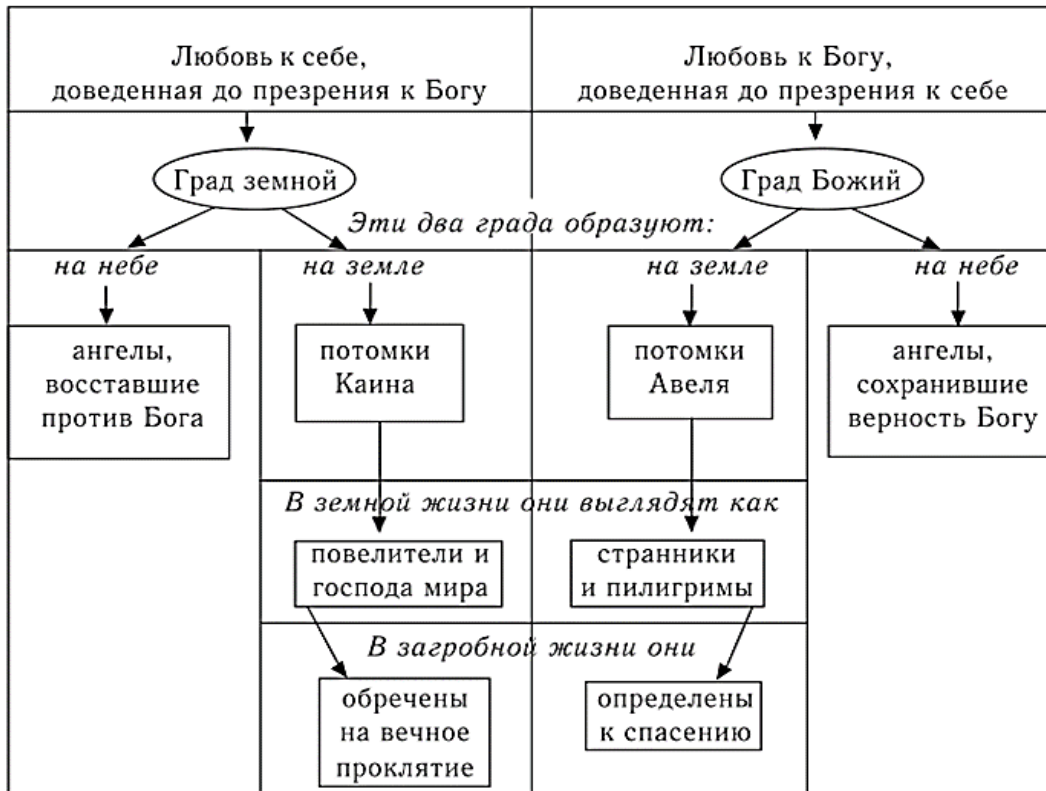 Любовь к себе,
доведенная до презрения к Богу
Любовь к Богу,
доведенная до презрения к себе
Град земной
Град Божий
Эти два града образуют:
на небе
на земле
на земле
на небе
ангелы,
восставшие
против Бога
потомки
Каина
потомки
Авеля
ангелы,
сохранившие
верность Богу
В земной жизни они выглядят как
повелители и
господа мира
странники
и пилигримы
В загробной жизни они
обречены
на вечное
проклятие
определены
к спасению